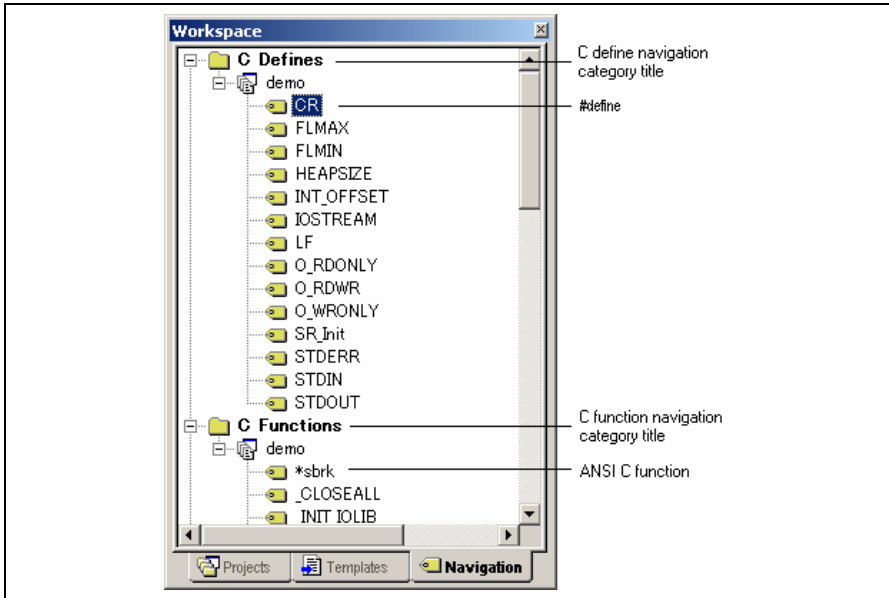 Workspace
C Defines
C define navigation
category title
demo
CR
#define
FLMAX
FLMIN
HEAPSIZE
INT_OFFSET
IOSTREAM
LF
O_RDONLY
O_RDWR
O_WRONLY
SR_Init
STDERR
STDIN
STDOUT
C Functions
C function navigation
category title
demo
*sbrk
ANSI C function
_CLOSEALL
_INIT IOLIB
Projects
Templates
Navigation